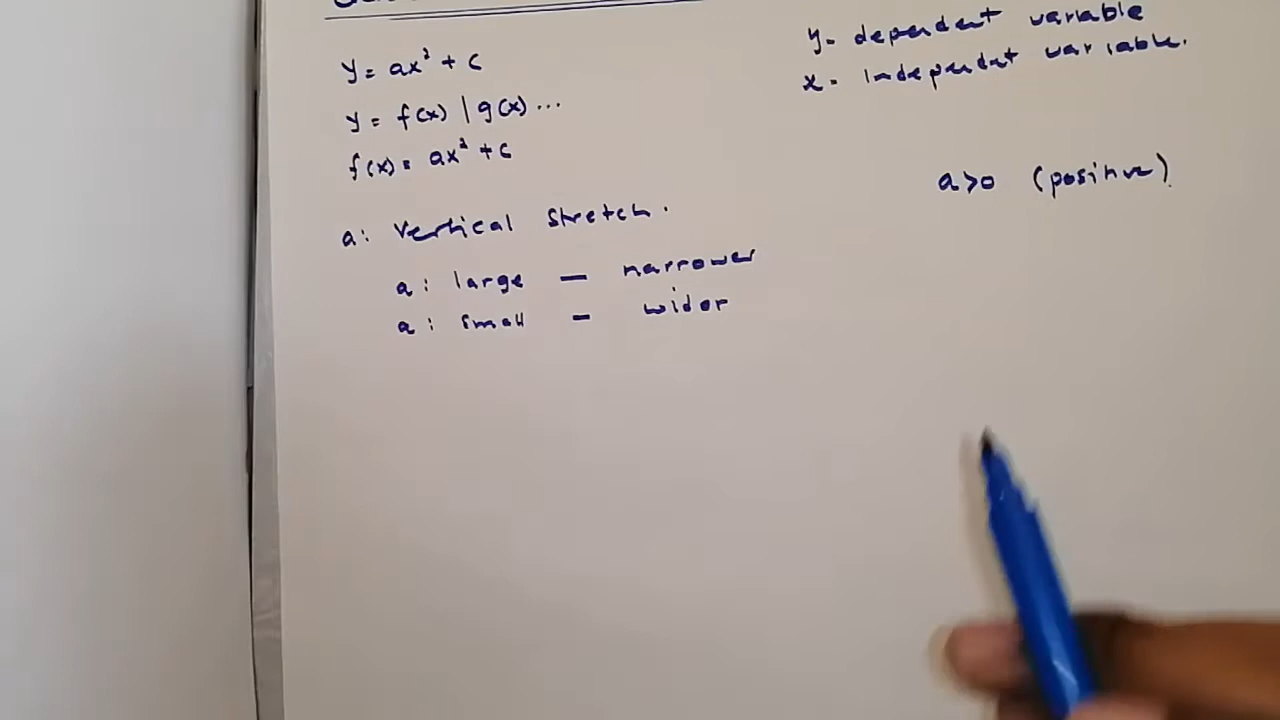 y = ax² + c
y = f(x) | g(x) ...
f(x) = ax² + c
a: vertical stretch.
a: large — narrower
a: small - wider
y - dependent variable
x - independent variable.
a>0 (positive)